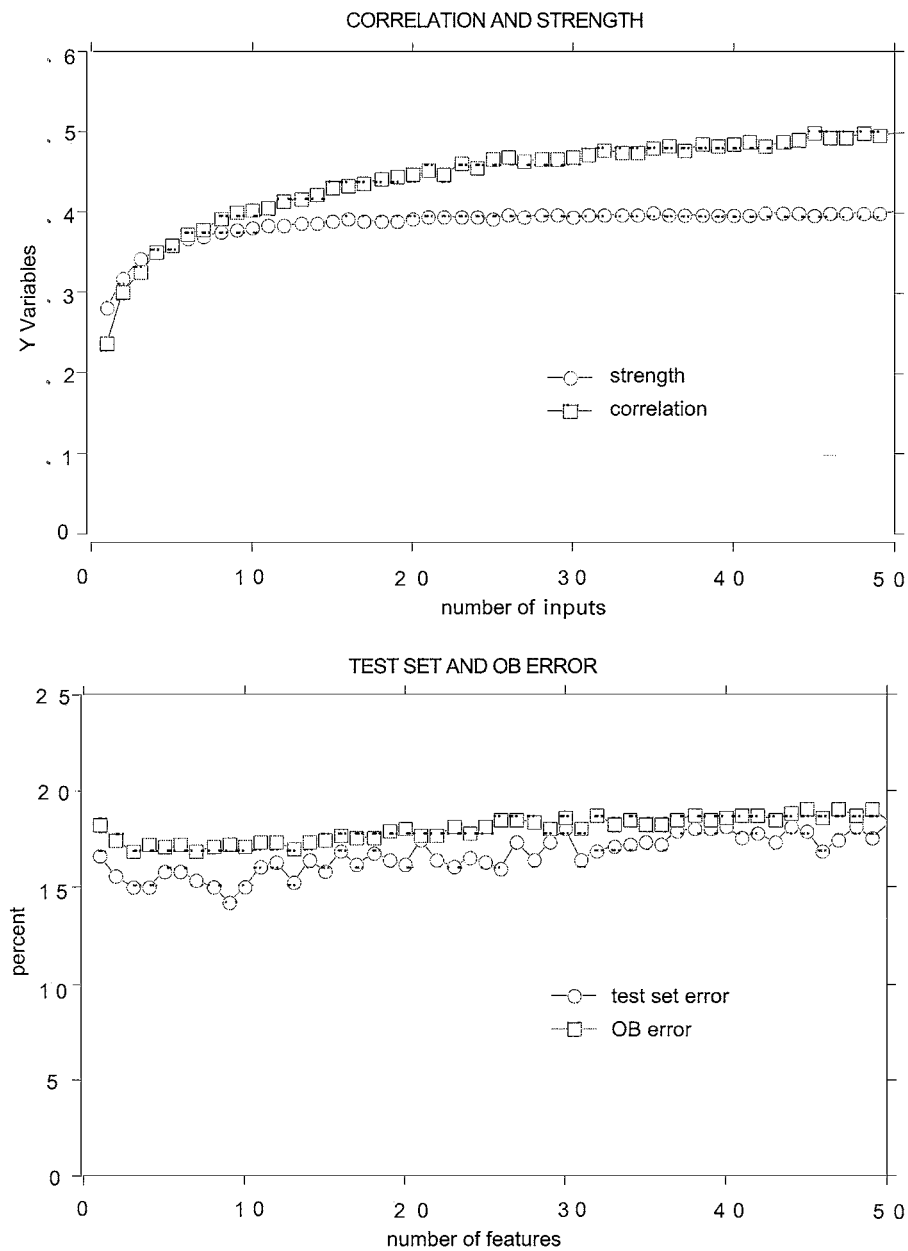 CORRELATION AND STRENGTH
. 6
. 5
. 4
. 3
. 2
. 1
0
Y Variables
strength
correlation
0 1 0 2 0 3 0 4 0 5 0
number of inputs
TEST SET AND OB ERROR
2 5
2 0
1 5
1 0
5
0
percent
test set error
OB error
0 1 0 2 0 3 0 4 0 5 0
number of features